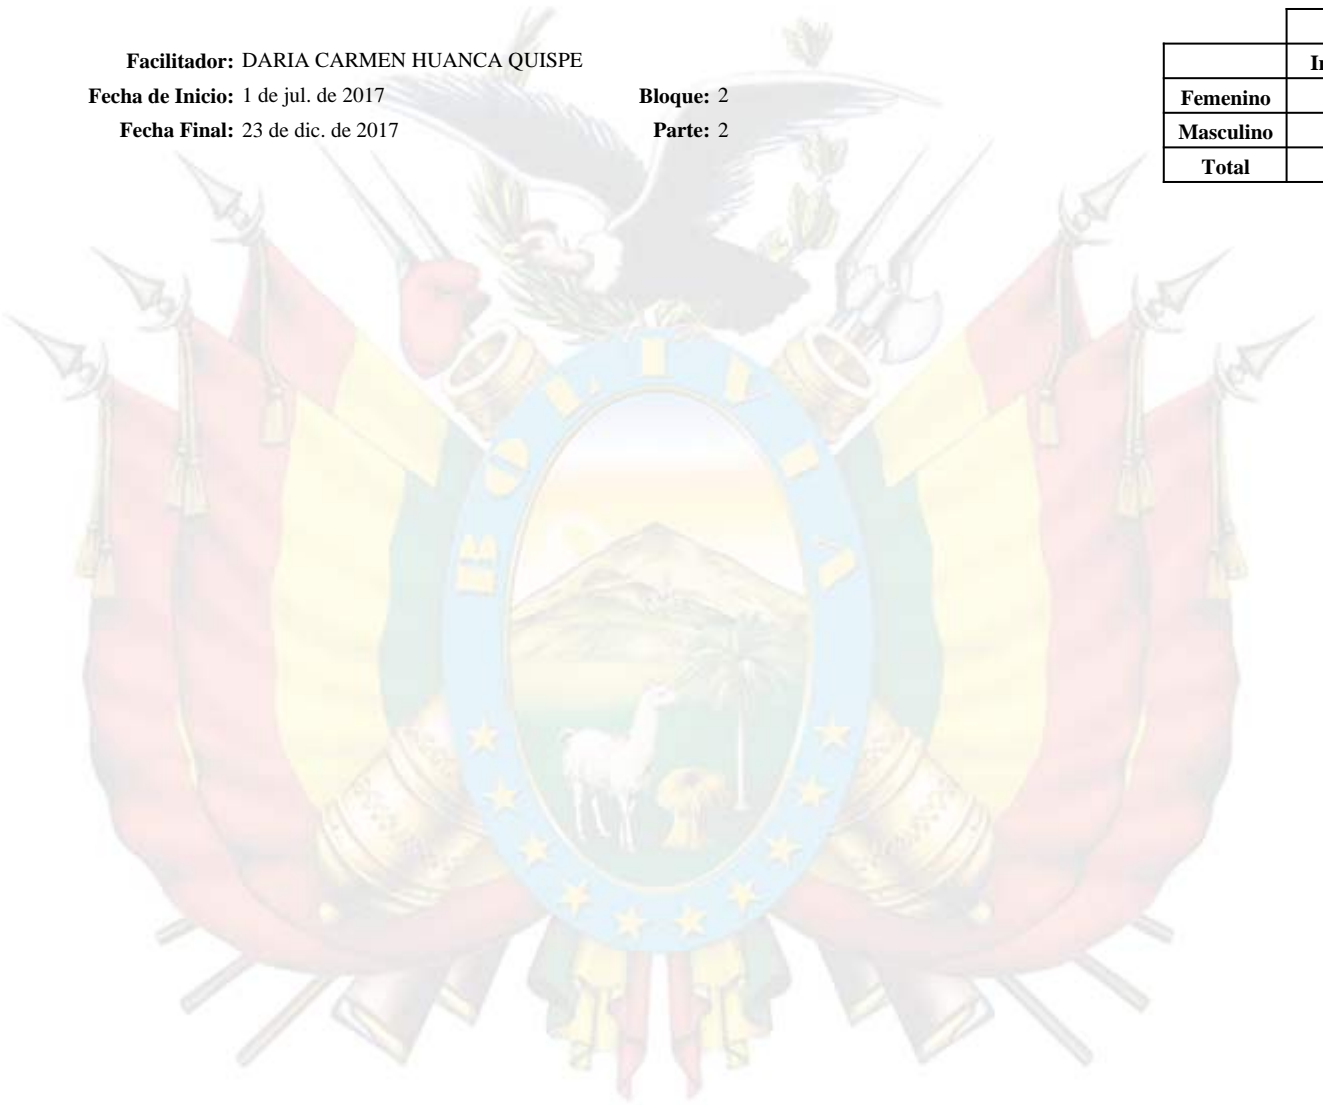 Facilitador: DARIA CARMEN HUANCA QUISPE
Fecha de Inicio: 1 de jul. de 2017 Bloque: 2
Fecha Final: 23 de dic. de 2017 Parte: 2
Femenino
Masculino
Total
BOLIVIA